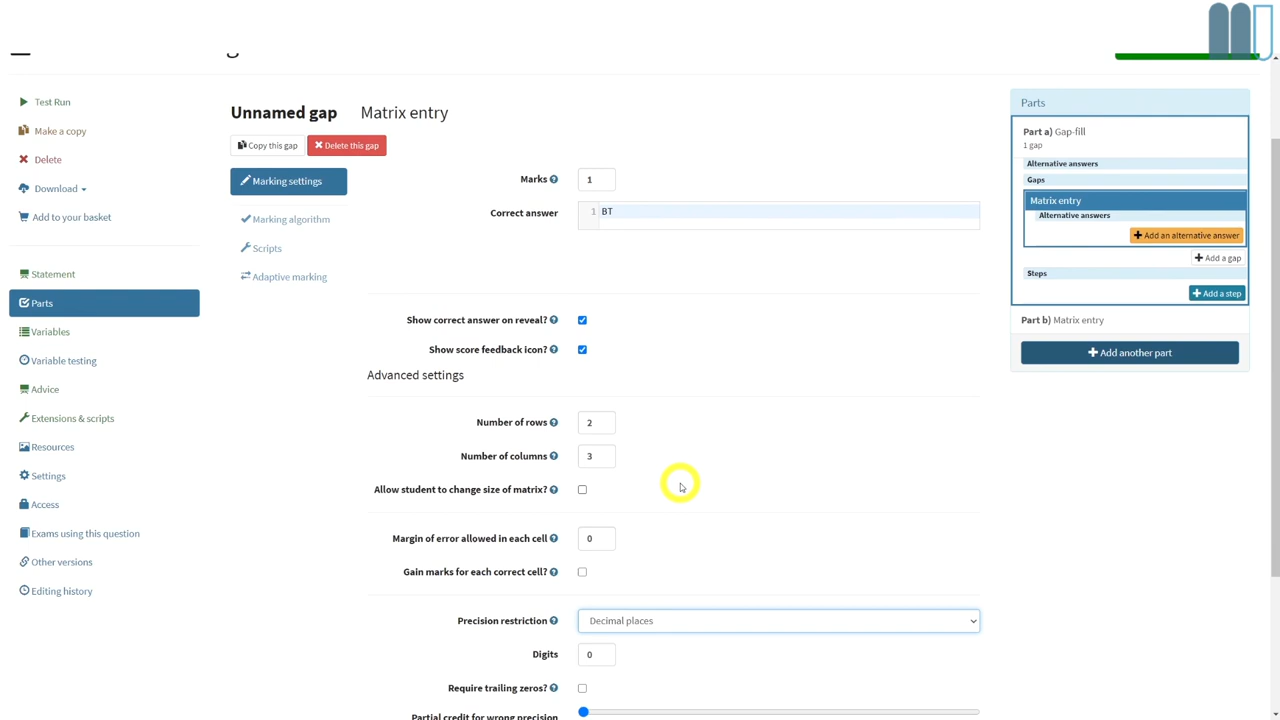 Test Run
Make a copy
Delete
Download
Add to your basket
Statement
Parts
Variables
Variable testing
Advice
Extensions & scripts
Resources
Settings
Access
Exams using this question
Other versions
Editing history
Unnamed gap Matrix entry
Copy this gap Delete this gap
Marking settings
Marking algorithm
Scripts
Adaptive marking
Marks 1
Correct answer 1 BT
Show correct answer on reveal?
Show score feedback icon?
Advanced settings
Number of rows 2
Number of columns 3
Allow student to change size of matrix?
Margin of error allowed in each cell 0
Gain marks for each correct cell?
Precision restriction Decimal places
Digits 0
Require trailing zeros?
Partial credit for wrong precision
Parts
Part a) Gap-fill
1 gap
Alternative answers
Gaps
Matrix entry
Alternative answers
Add an alternative answer
Add a gap
Steps
Add a step
Part b) Matrix entry
Add another part